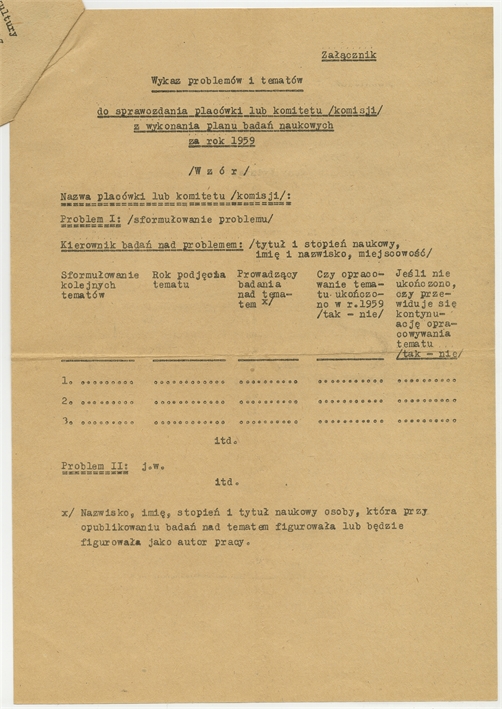 ultury
Załącznik
Wykaz problemów i tematów
do sprawozdania placówki lub komitetu /komisji/
z wykonania planu badań naukowych
za rok 1959
/W z ó r/
Nazwa placówki lub komitetu /komisji/:
Problem I: /sformułowanie problemu/
Kierownik badań nad problemem: /tytuł i stopień naukowy,
imię i nazwisko, miejscowość/
Sformułowanie
kolejnych
tematów
Rok podjęcia
tematu
Prowadzący
badania
nad tema-
tem x/
Czy opraco-
wanie tema-
tu ukończo-
no w r.1959
/tak - nie/
Jeśli nie
ukończono,
czy prze-
widuje się
kontynu-
ację opra-
cowywania
tematu
/tak - nie/
1. ......... ......... .......... .......... .........
2. ......... ......... .......... .......... .........
3. ......... ......... .......... .......... .........
itd.
Problem II: j.w.
itd.
x/ Nazwisko, imię, stopień i tytuł naukowy osoby, która przy
opublikowaniu badań nad tematem figurowała lub będzie
figurowała jako autor pracy.